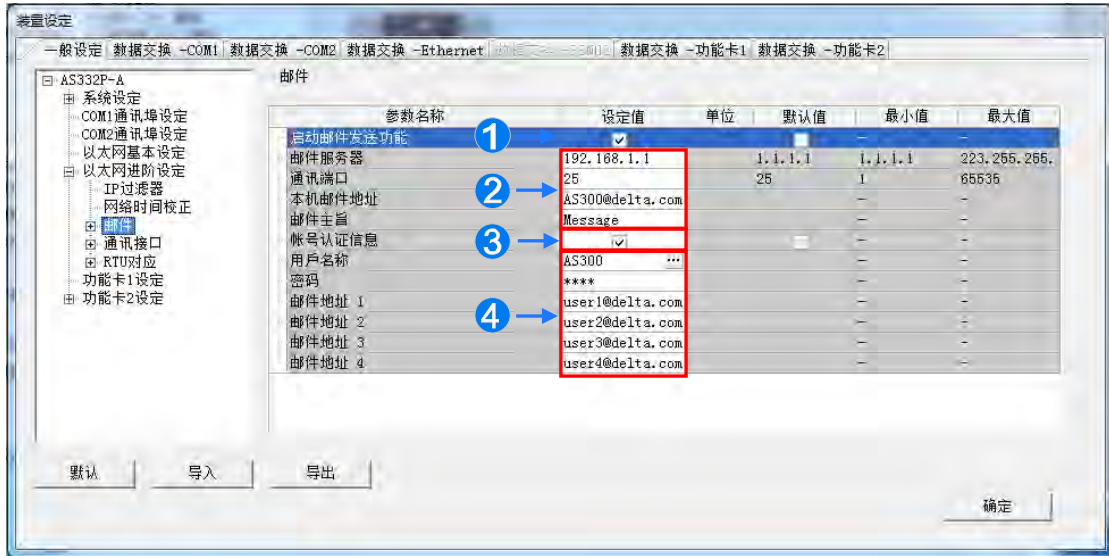 装置设定
一般设定 数据交换 -COM1 数据交换 -COM2 数据交换 -Ethernet 数据交换 -功能卡1 数据交换 -功能卡2
AS332P-A
系统设定
COM1通讯埠设定
COM2通讯埠设定
以太网基本设定
以太网进阶设定
IP过滤器
网络时间校正
邮件
通讯接口
RTU对应
功能卡1设定
功能卡2设定
邮件
参数名称 设定值 单位 默认值 最小值 最大值
启动邮件发送功能 1 - -
邮件服务器 192.168.1.1 1.1.1.1 1.1.1.1 223.255.255.
通讯端口 25 25 1 65535
2
本机邮件地址 AS300@delta.com - -
邮件主旨 Message - -
帐号认证信息 3 - -
用戶名称 AS300 ... - -
密码 **** - -
邮件地址 1 user1@delta.com - -
4
邮件地址 2 user2@delta.com - -
邮件地址 3 user3@delta.com - -
邮件地址 4 user4@delta.com - -
默认 导入 导出
确定